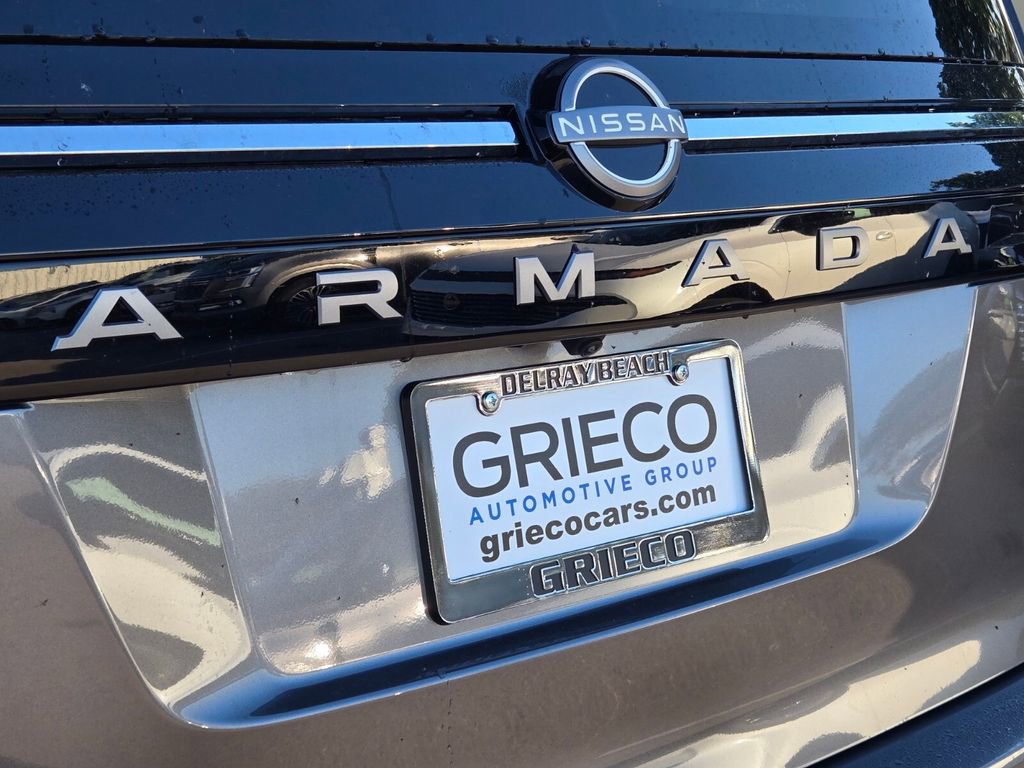 NISSAN
ARMADA
DELRAY BEACH
GRIECO
AUTOMOTIVE GROUP
griecocars.com
GRIECO